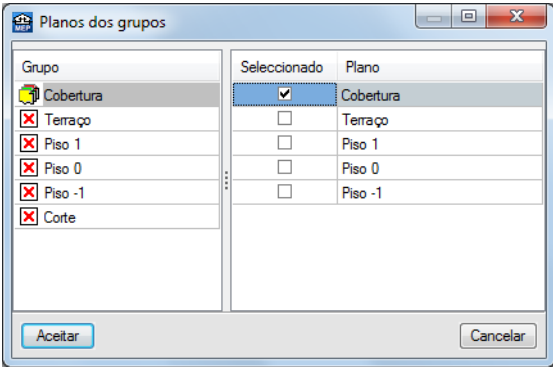 MEP Planos dos grupos
Grupo
Cobertura
Terraço
Piso 1
Piso 0
Piso -1
Corte
Seleccionado Plano
Cobertura
Terraço
Piso 1
Piso 0
Piso -1
Aceitar Cancelar